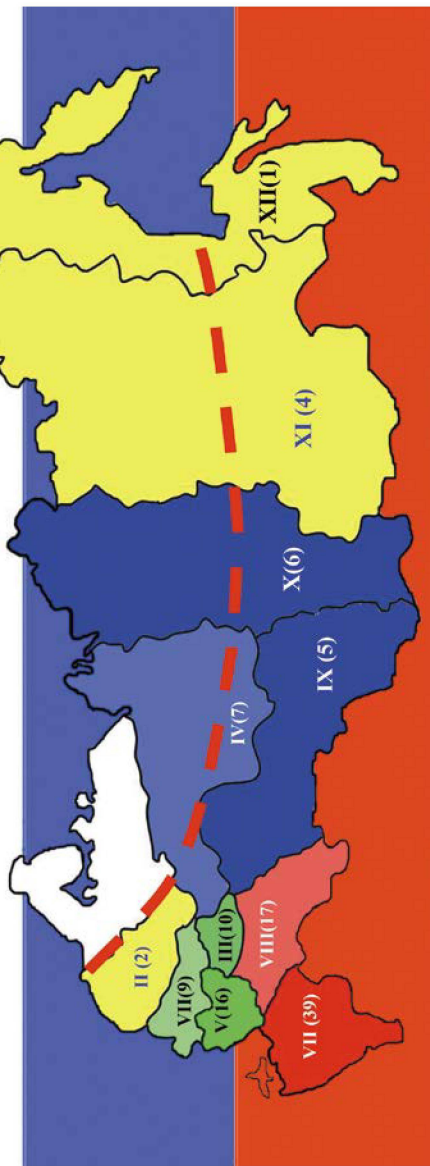 II (2)
VII(9)
V(16)
III(10)
VIII(17)
VII (39)
IV(7)
IX (5)
X(6)
XI (4)
XII(1)